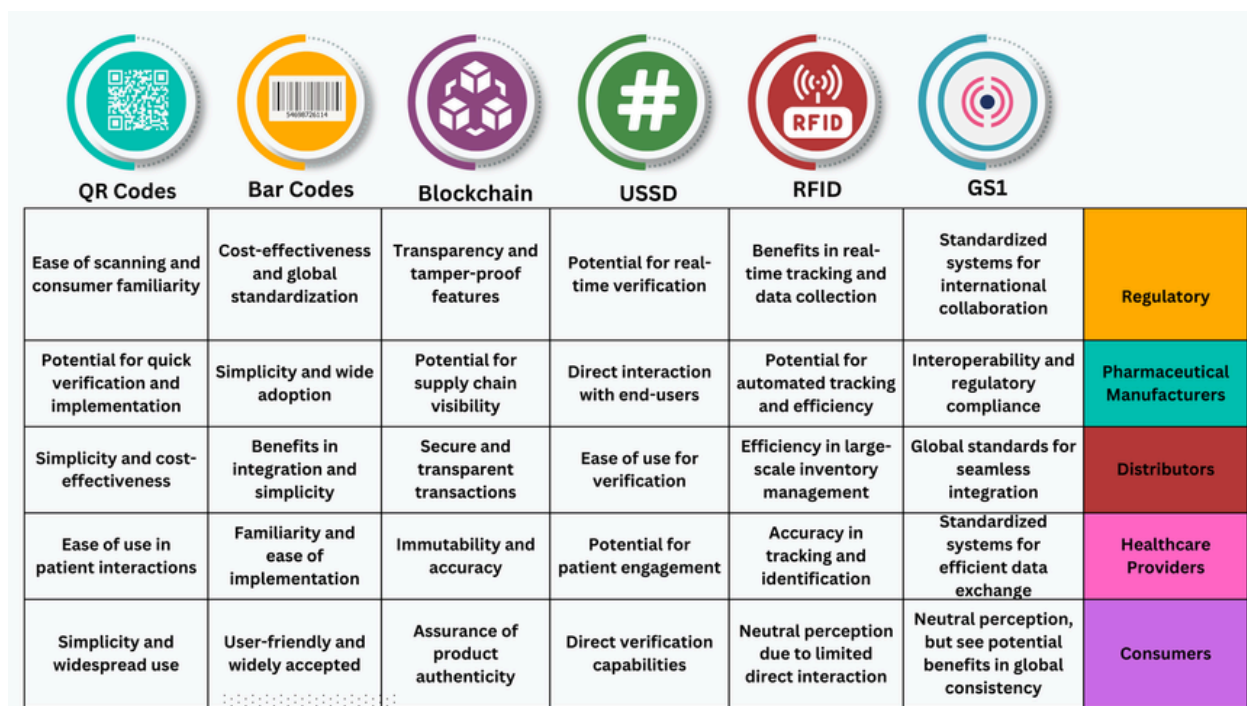 54698726114
RFID
QR Codes
Bar Codes
Blockchain
USSD
RFID
GS1
Ease of scanning and
consumer familiarity
Cost-effectiveness
and global
standardization
Transparency and
tamper-proof
features
Potential for real-
time verification
Benefits in real-
time tracking and
data collection
Standardized
systems for
international
collaboration
Regulatory
Potential for quick
verification and
implementation
Simplicity and wide
adoption
Potential for
supply chain
visibility
Direct interaction
with end-users
Potential for
automated tracking
and efficiency
Interoperability and
regulatory
compliance
Pharmaceutical
Manufacturers
Simplicity and cost-
effectiveness
Benefits in
integration and
simplicity
Secure and
transparent
transactions
Ease of use for
verification
Efficiency in large-
scale inventory
management
Global standards for
seamless
integration
Distributors
Ease of use in
patient interactions
Familiarity and
ease of
implementation
Immutability and
accuracy
Potential for
patient engagement
Accuracy in
tracking and
identification
Standardized
systems for
efficient data
exchange
Healthcare
Providers
Simplicity and
widespread use
User-friendly and
widely accepted
Assurance of
product
authenticity
Direct verification
capabilities
Neutral perception
due to limited
direct interaction
Neutral perception,
but see potential
benefits in global
consistency
Consumers